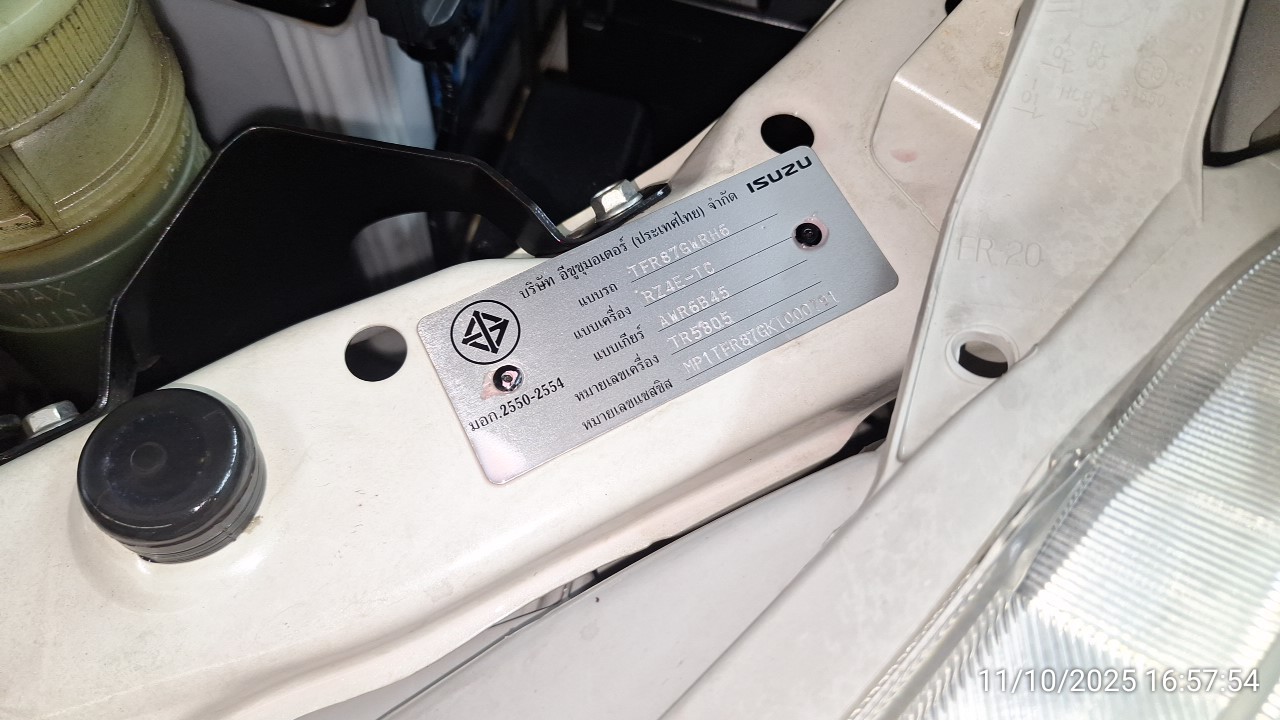 ISUZU
บริษัท อีซูซุมอเตอร์ (ประเทศไทย) จำกัด
แบบรถ TFR87GWRH6
แบบเครื่อง RZ4E-TC
แบบเกียร์ AWR6B45
หมายเลขเครื่อง TR5805
หมายเลขแชสซิส
มอก.2550-2554
MAX
MIN
FR 20
11/10/2025 16:57:54